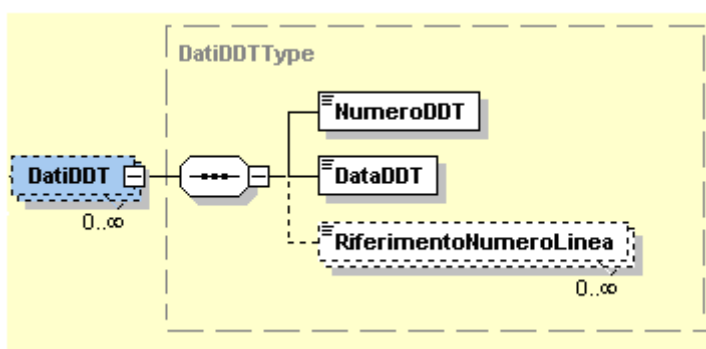 DatiDDTType
NumeroDDT
DatiDDT
DataDDT
0..∞
RiferimentoNumeroLinea
0..∞